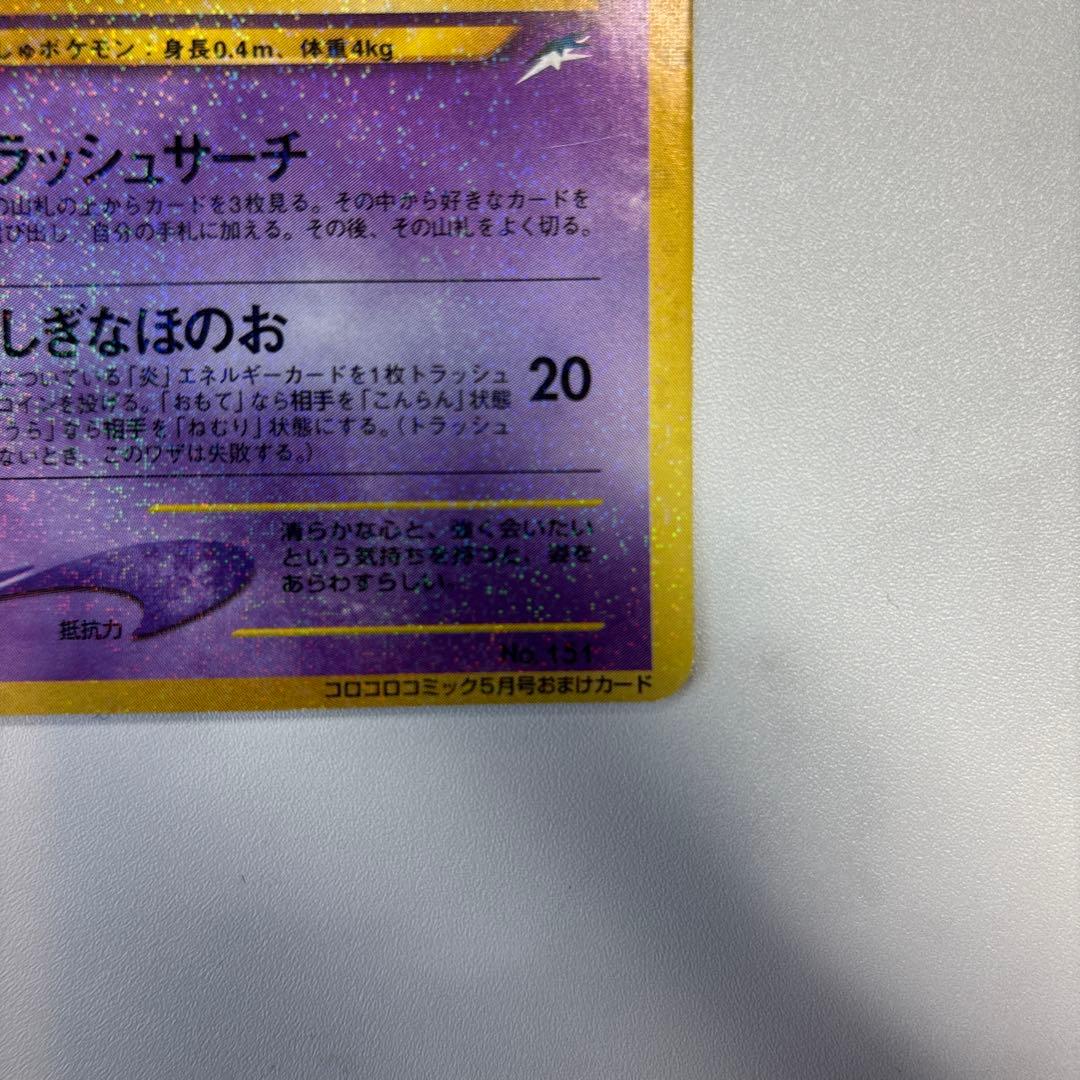 しゅポケモン：身長0.4m、体重4kg
ラッシュサーチ
の山札の上からカードを3枚見る。その中から好きなカードを
び出し、自分の手札に加える。その後、その山札をよく切る。
しぎなほのお
についている「炎」エネルギーカードを1枚トラッシュ
コインを投げる。「おもて」なら相手を「こんらん」状態
うら」なら相手を「ねむり」状態にする。（トラッシュ
ないとき、このワザは失敗する。）
20
清らかな心と、強く会いたい
という気持ちを持つと、姿を
あらわすらしい。
抵抗力
No.151
コロコロコミック5月号おまけカード